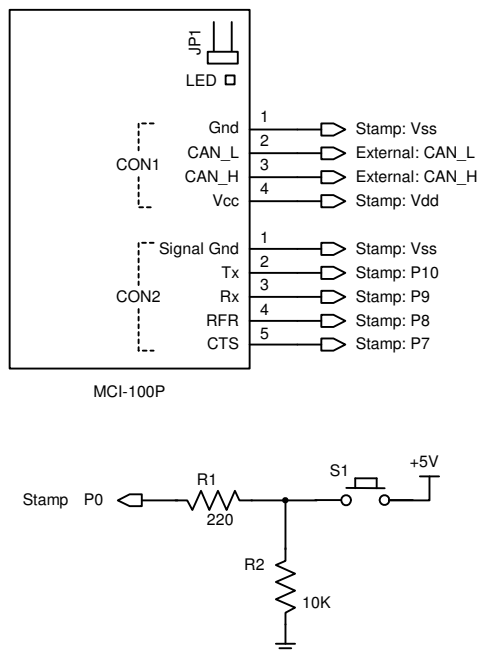 JP1
LED
Gnd 1 Stamp: Vss
CAN_L 2 External: CAN_L
CON1
CAN_H 3 External: CAN_H
Vcc 4 Stamp: Vdd
Signal Gnd 1 Stamp: Vss
Tx 2 Stamp: P10
CON2
Rx 3 Stamp: P9
RFR 4 Stamp: P8
CTS 5 Stamp: P7
MCI-100P
+5V
S1
R1
Stamp P0
220
R2
10K